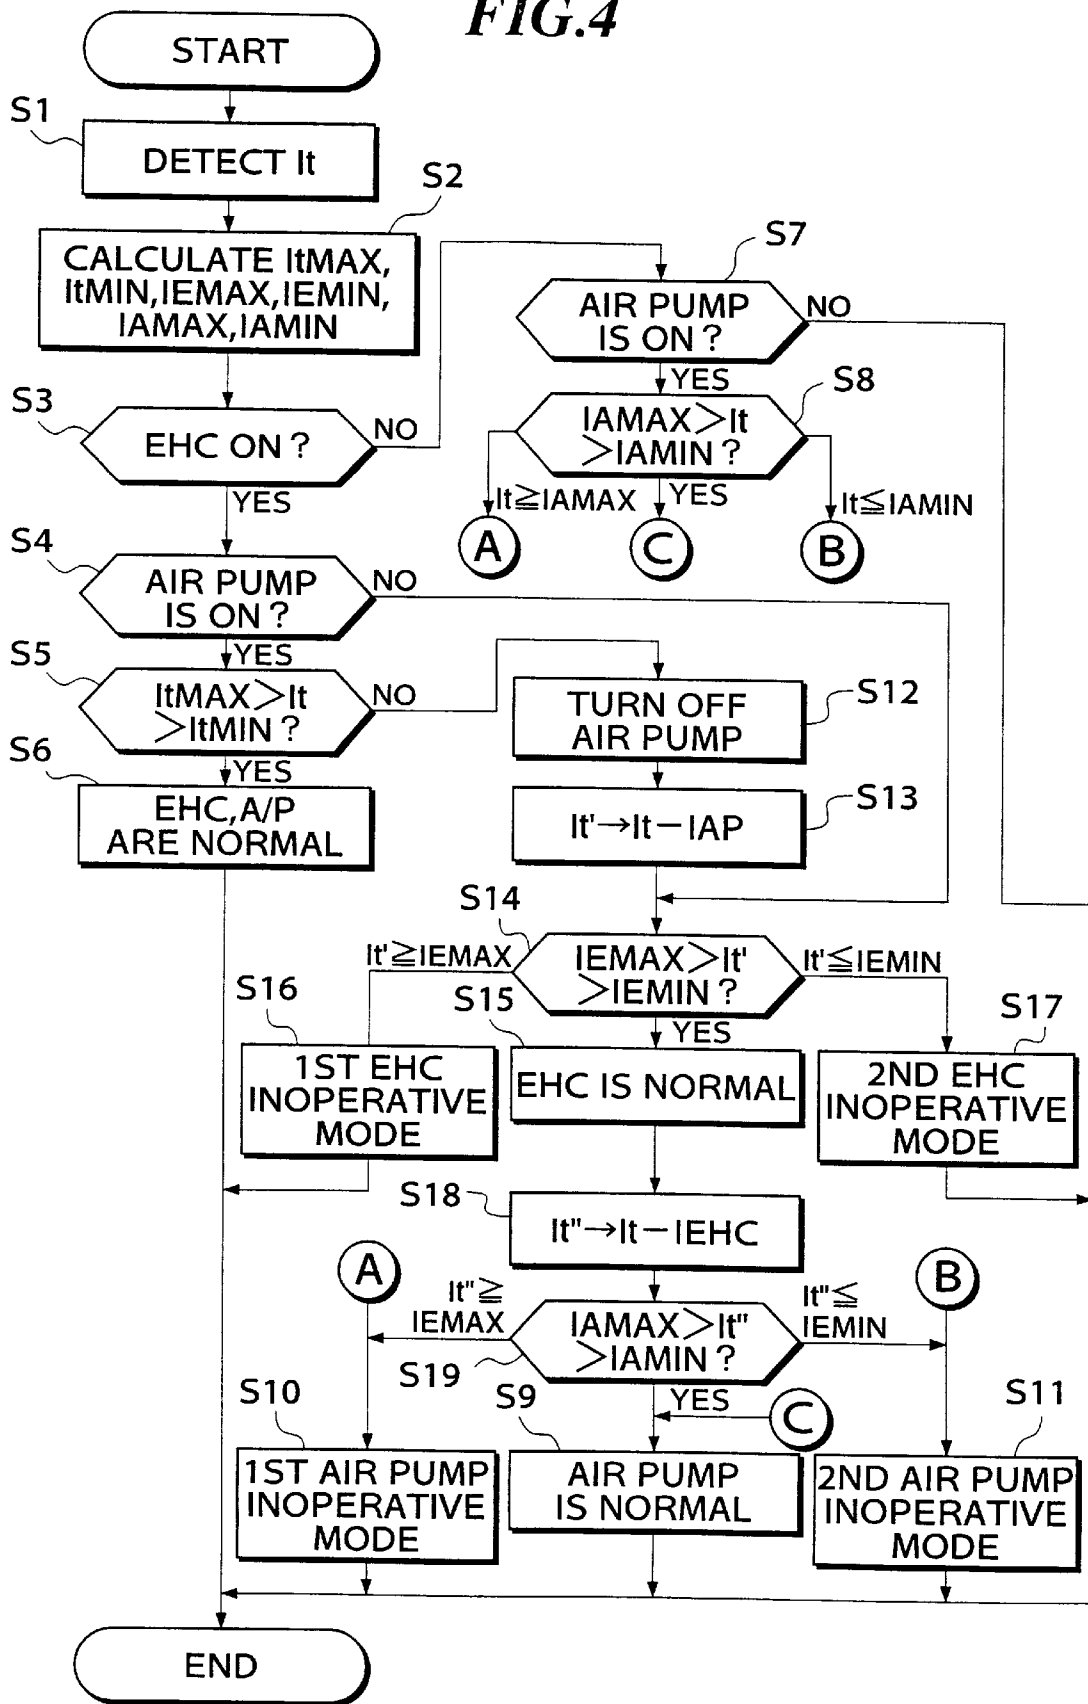 FIG.4
START
S1
DETECT It
S2
CALCULATE ItMAX,
ItMIN,IEMAX,IEMIN,
IAMAX,IAMIN
S3
EHC ON ?
NO
YES
S7
AIR PUMP
IS ON ?
NO
YES
S8
IAMAX>It
>IAMIN ?
It≧IAMAX
YES
It≦IAMIN
A
C
B
S4
AIR PUMP
IS ON ?
NO
YES
S5
ItMAX>It
>ItMIN ?
NO
YES
S6
EHC,A/P
ARE NORMAL
S12
TURN OFF
AIR PUMP
S13
It'→It−IAP
S14
IEMAX>It'
>IEMIN ?
It'≧IEMAX
It'≦IEMIN
YES
S16
1ST EHC
INOPERATIVE
MODE
S15
EHC IS NORMAL
S17
2ND EHC
INOPERATIVE
MODE
S18
It"→It−IEHC
A
It"≧
IEMAX
IAMAX>It"
>IAMIN ?
It"≦
IEMIN
B
S19
YES
C
S10
1ST AIR PUMP
INOPERATIVE
MODE
S9
AIR PUMP
IS NORMAL
S11
2ND AIR PUMP
INOPERATIVE
MODE
END